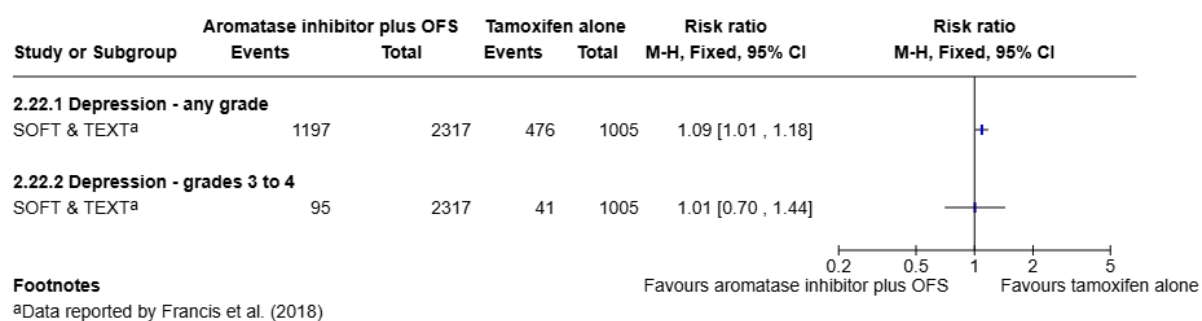 Aromatase inhibitor plus OFS Tamoxifen alone Risk ratio Risk ratio
Study or Subgroup Events Total Events Total M-H, Fixed, 95% CI M-H, Fixed, 95% CI
2.22.1 Depression - any grade
SOFT & TEXTa 1197 2317 476 1005 1.09 [1.01 , 1.18]
2.22.2 Depression - grades 3 to 4
SOFT & TEXTa 95 2317 41 1005 1.01 [0.70 , 1.44]
0.2 0.5 1 2 5
Footnotes Favours aromatase inhibitor plus OFS Favours tamoxifen alone
aData reported by Francis et al. (2018)